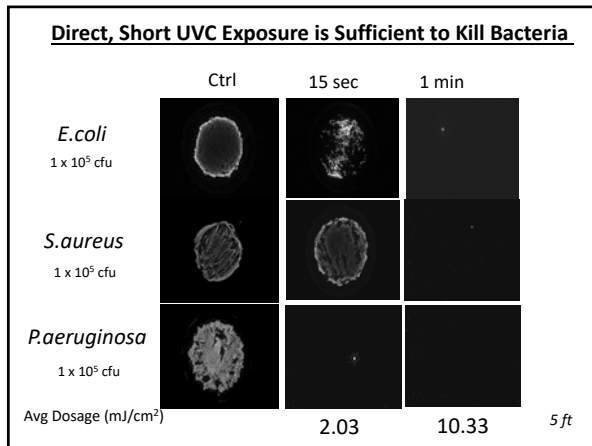 Direct, Short UVC Exposure is Sufficient to Kill Bacteria
Ctrl 15 sec 1 min
E.coli
1 x 10⁵ cfu
S.aureus
1 x 10⁵ cfu
P.aeruginosa
1 x 10⁵ cfu
Avg Dosage (mJ/cm²) 2.03 10.33 5 ft